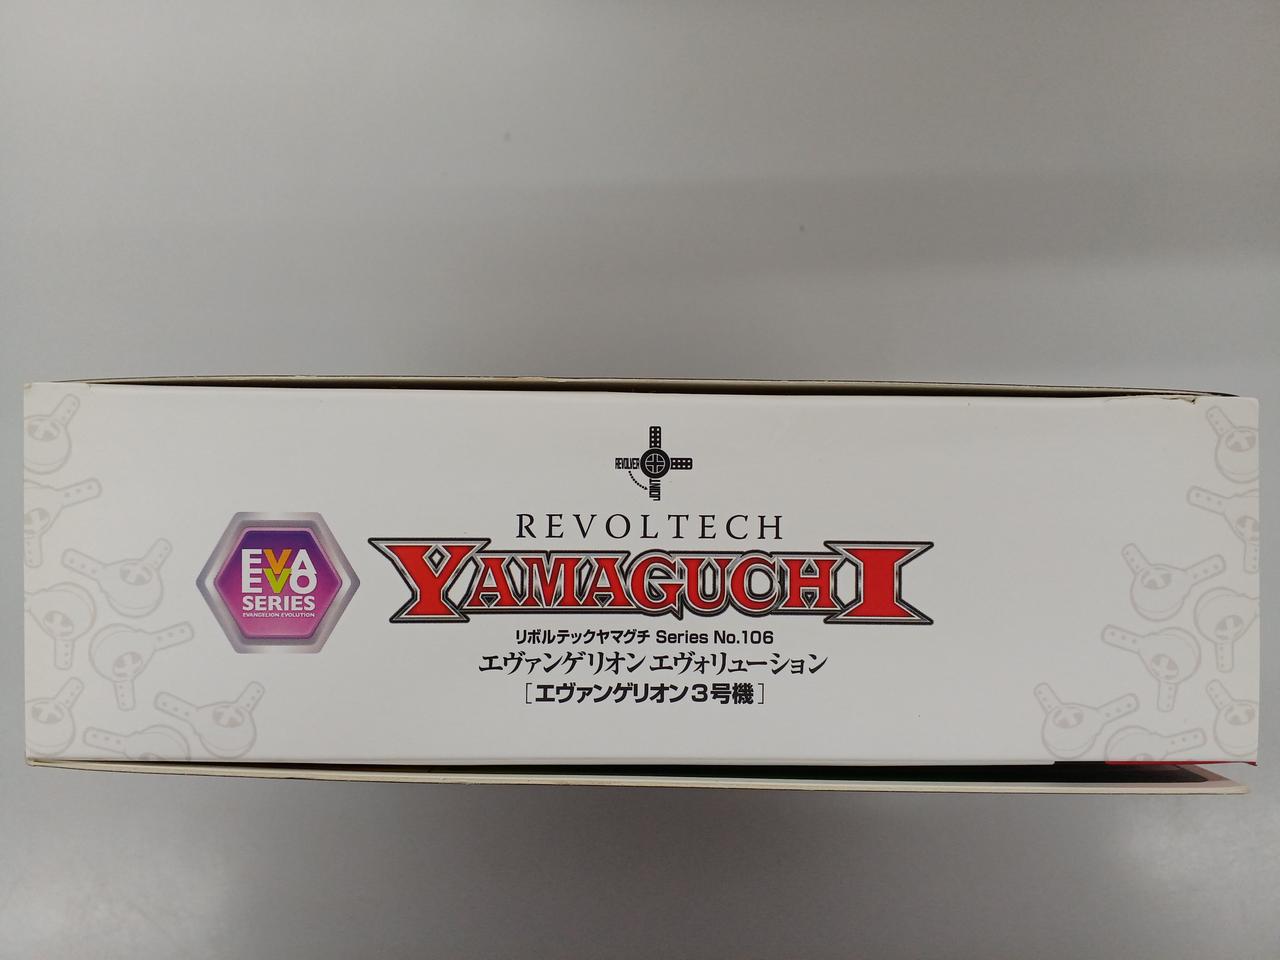 REVOLVER
JOINT
REVOLTECH
YAMAGUCHI
EVA
EVO
SERIES
EVANGELION EVOLUTION
リボルテックヤマグチ Series No.106
エヴァンゲリオン エヴォリューション
[エヴァンゲリオン3号機]